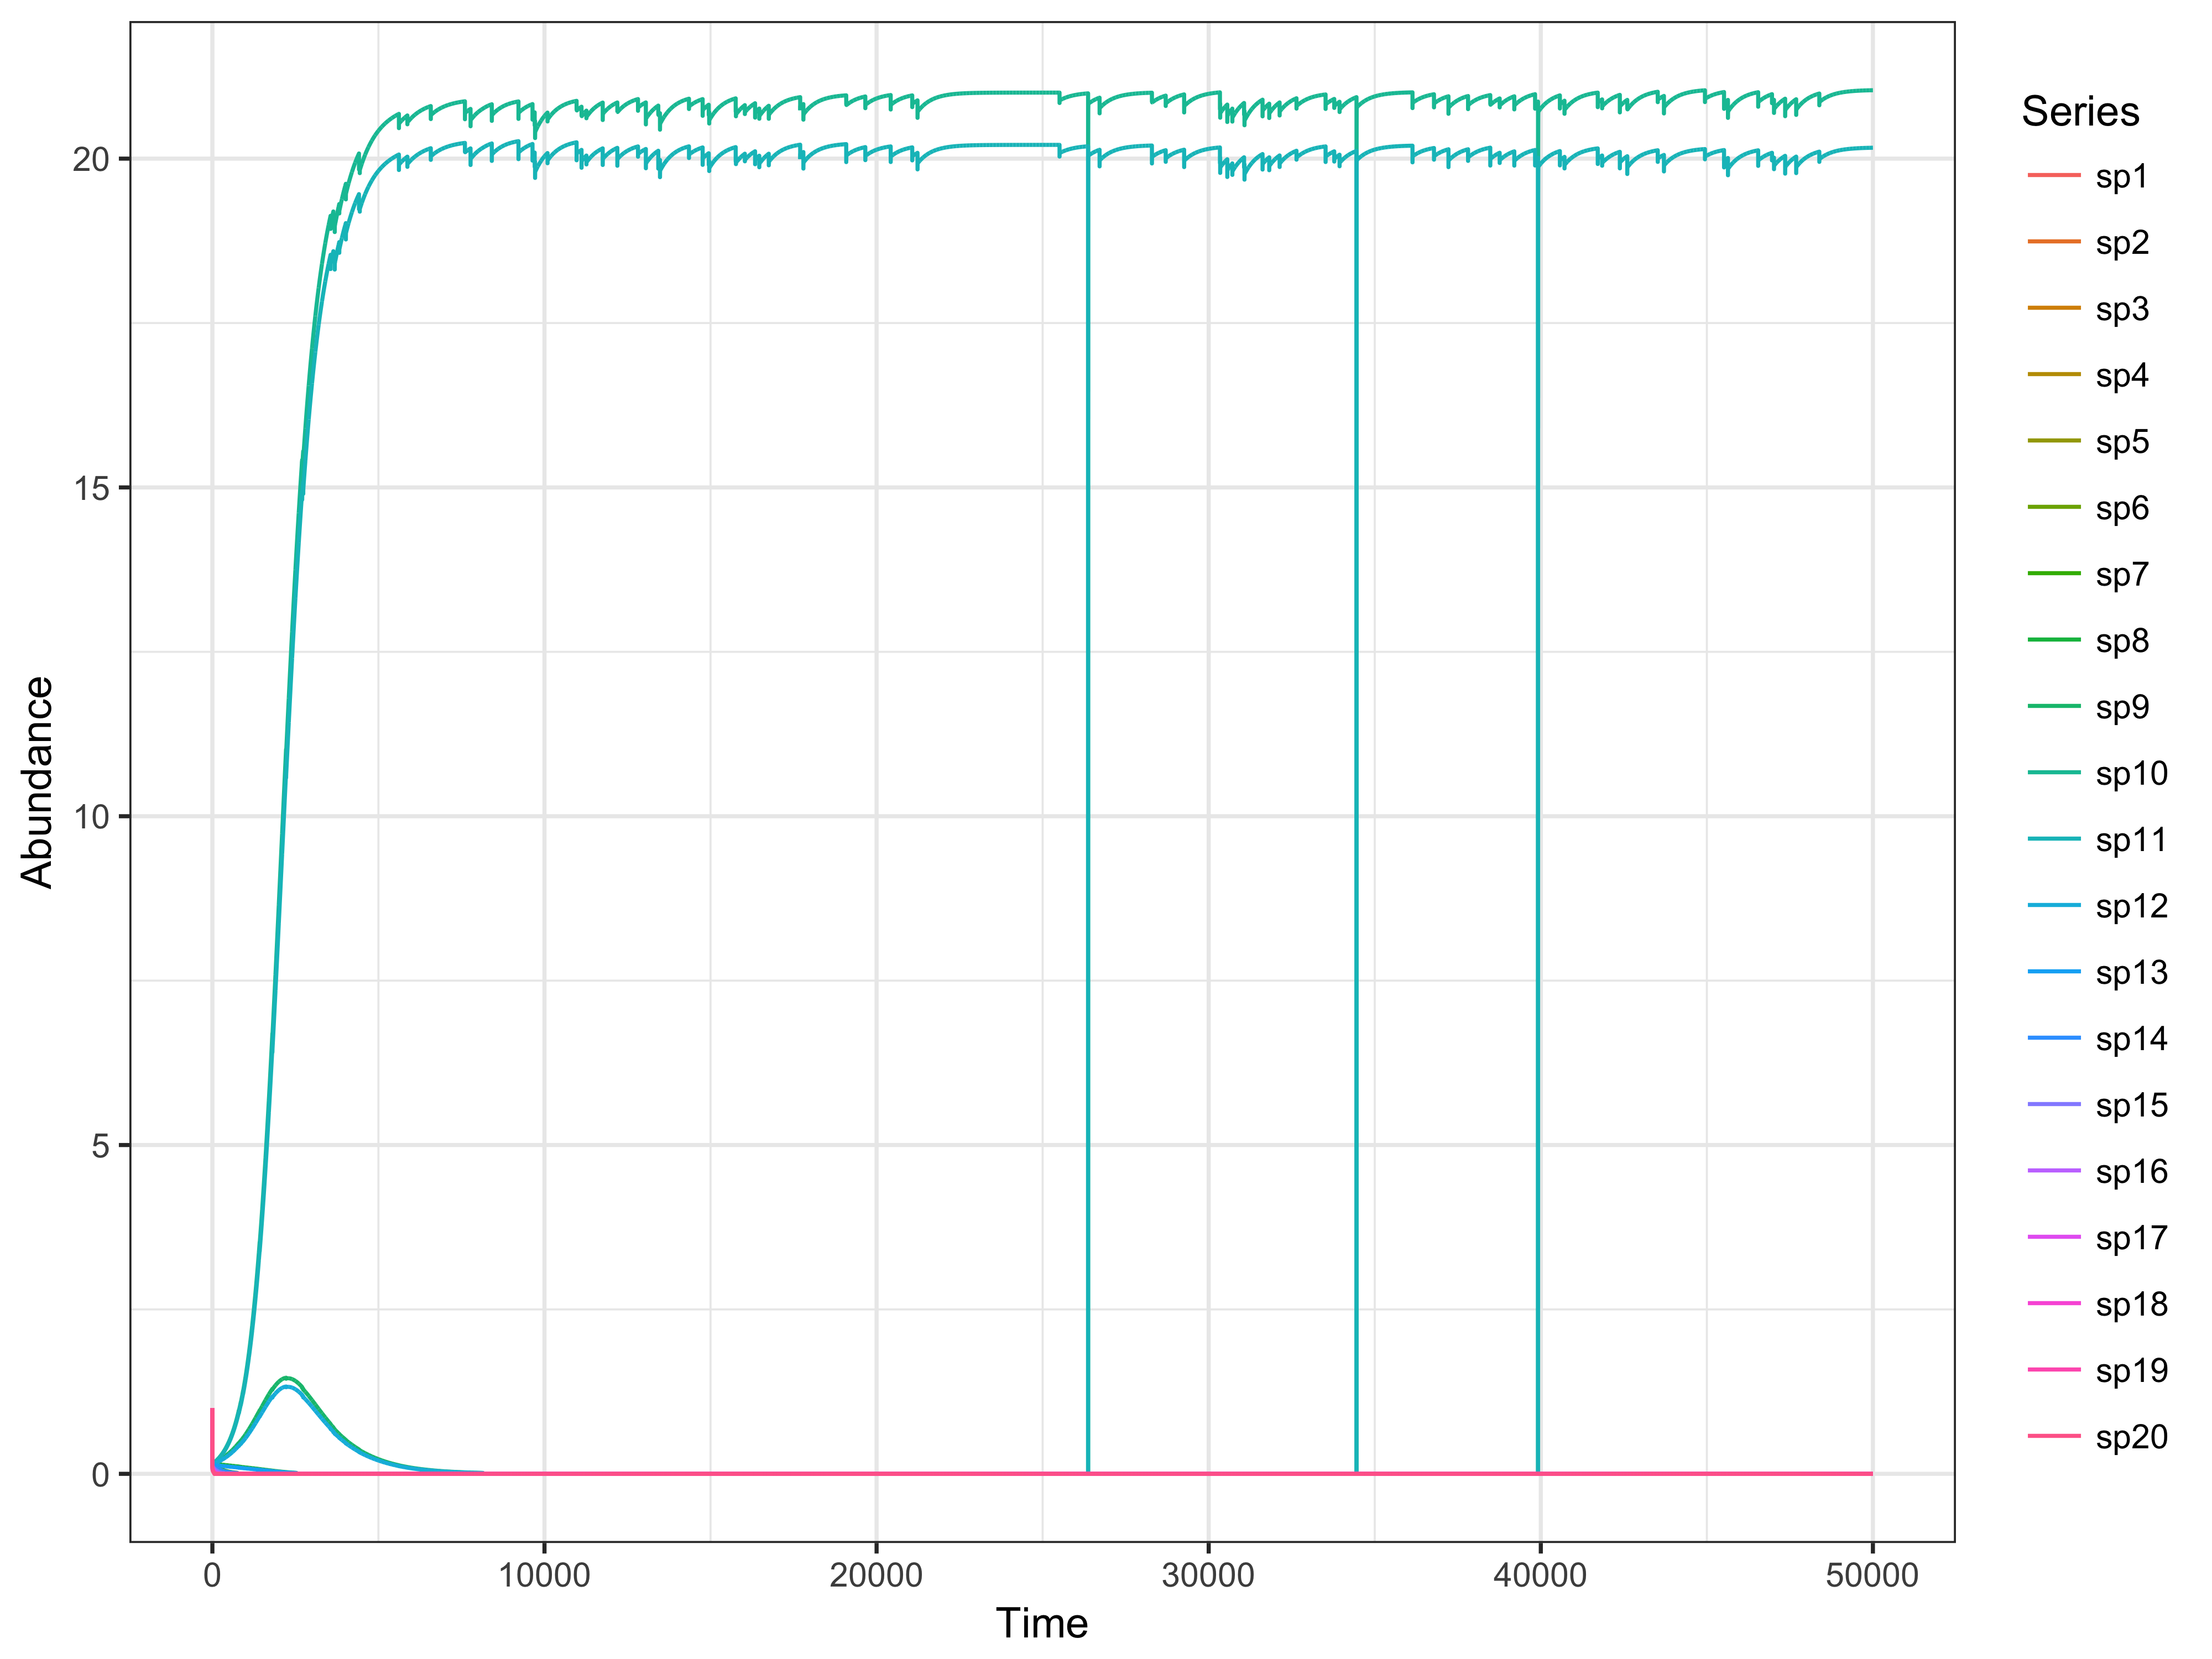 20
15
10
5
0
Abundance
0 10000 20000 30000 40000 50000
Time
Series
sp1
sp2
sp3
sp4
sp5
sp6
sp7
sp8
sp9
sp10
sp11
sp12
sp13
sp14
sp15
sp16
sp17
sp18
sp19
sp20